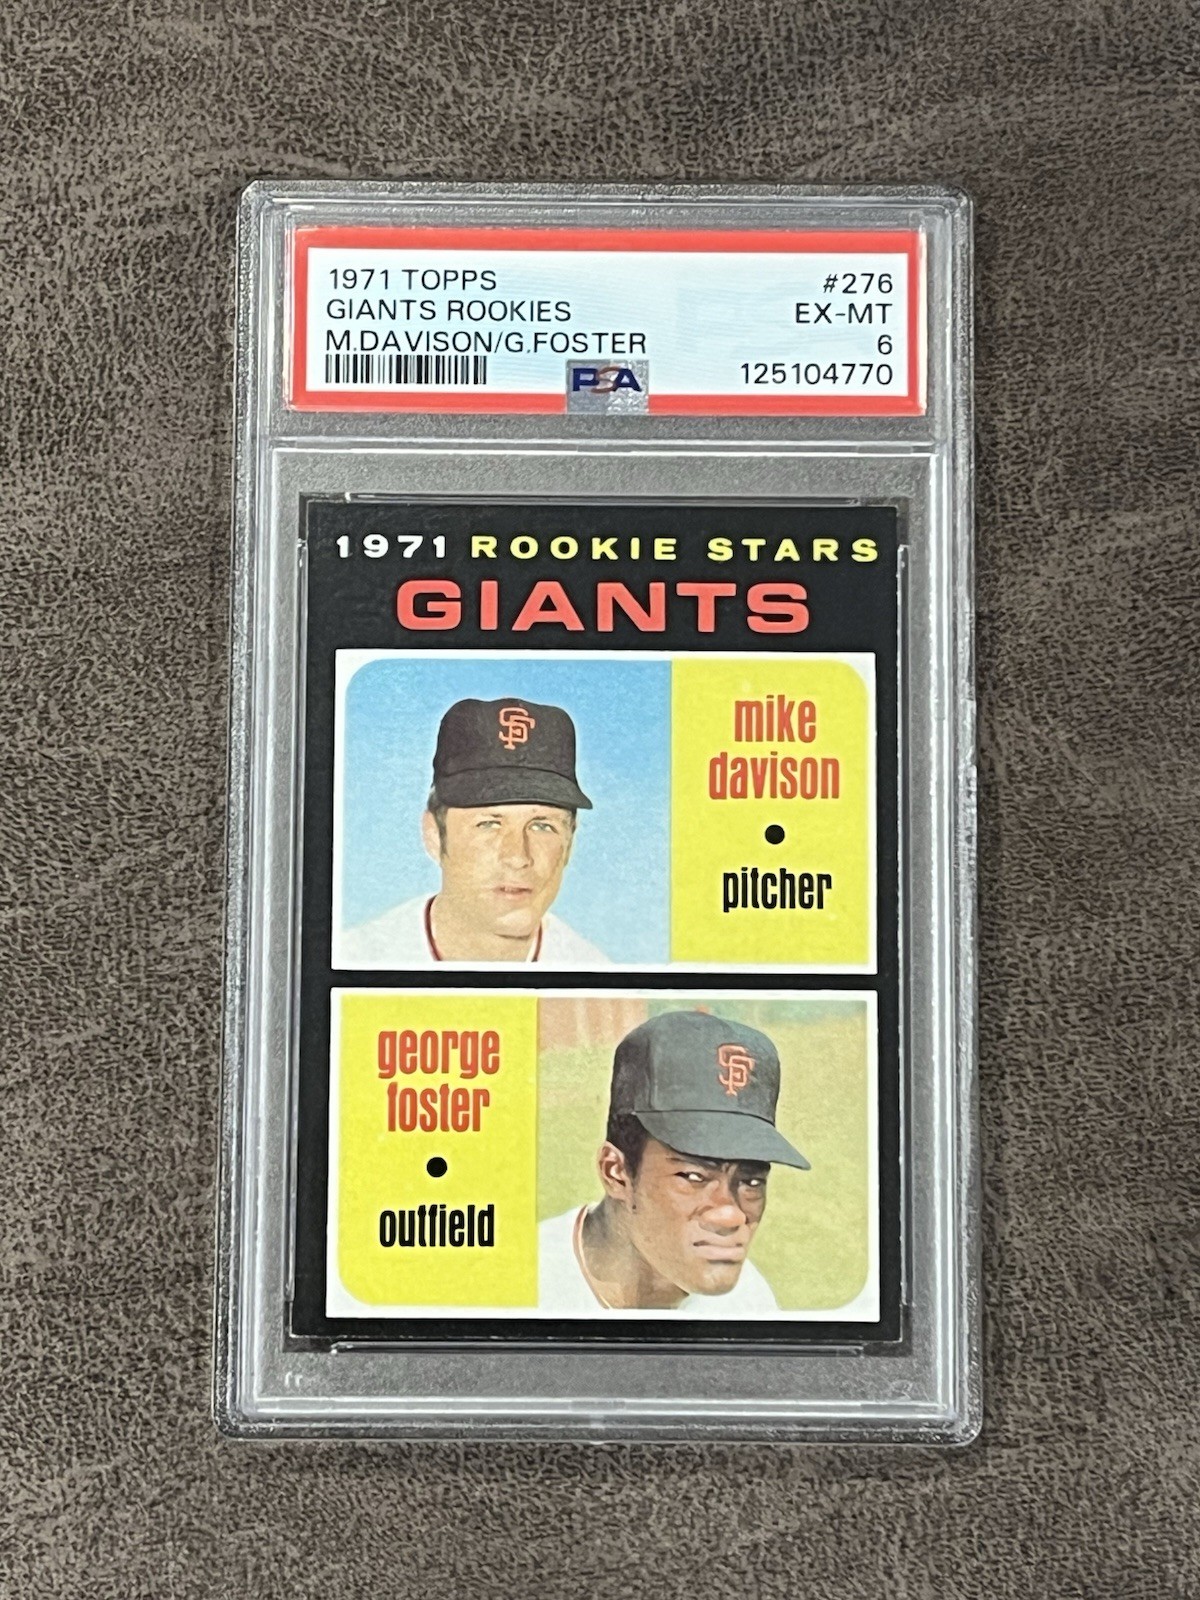 1971 TOPPS #276
GIANTS ROOKIES EX-MT
M.DAVISON/G.FOSTER 6
PSA 125104770
1971 ROOKIE STARS
GIANTS
SF
mike
davison
•
pitcher
george
foster
•
outfield
SF